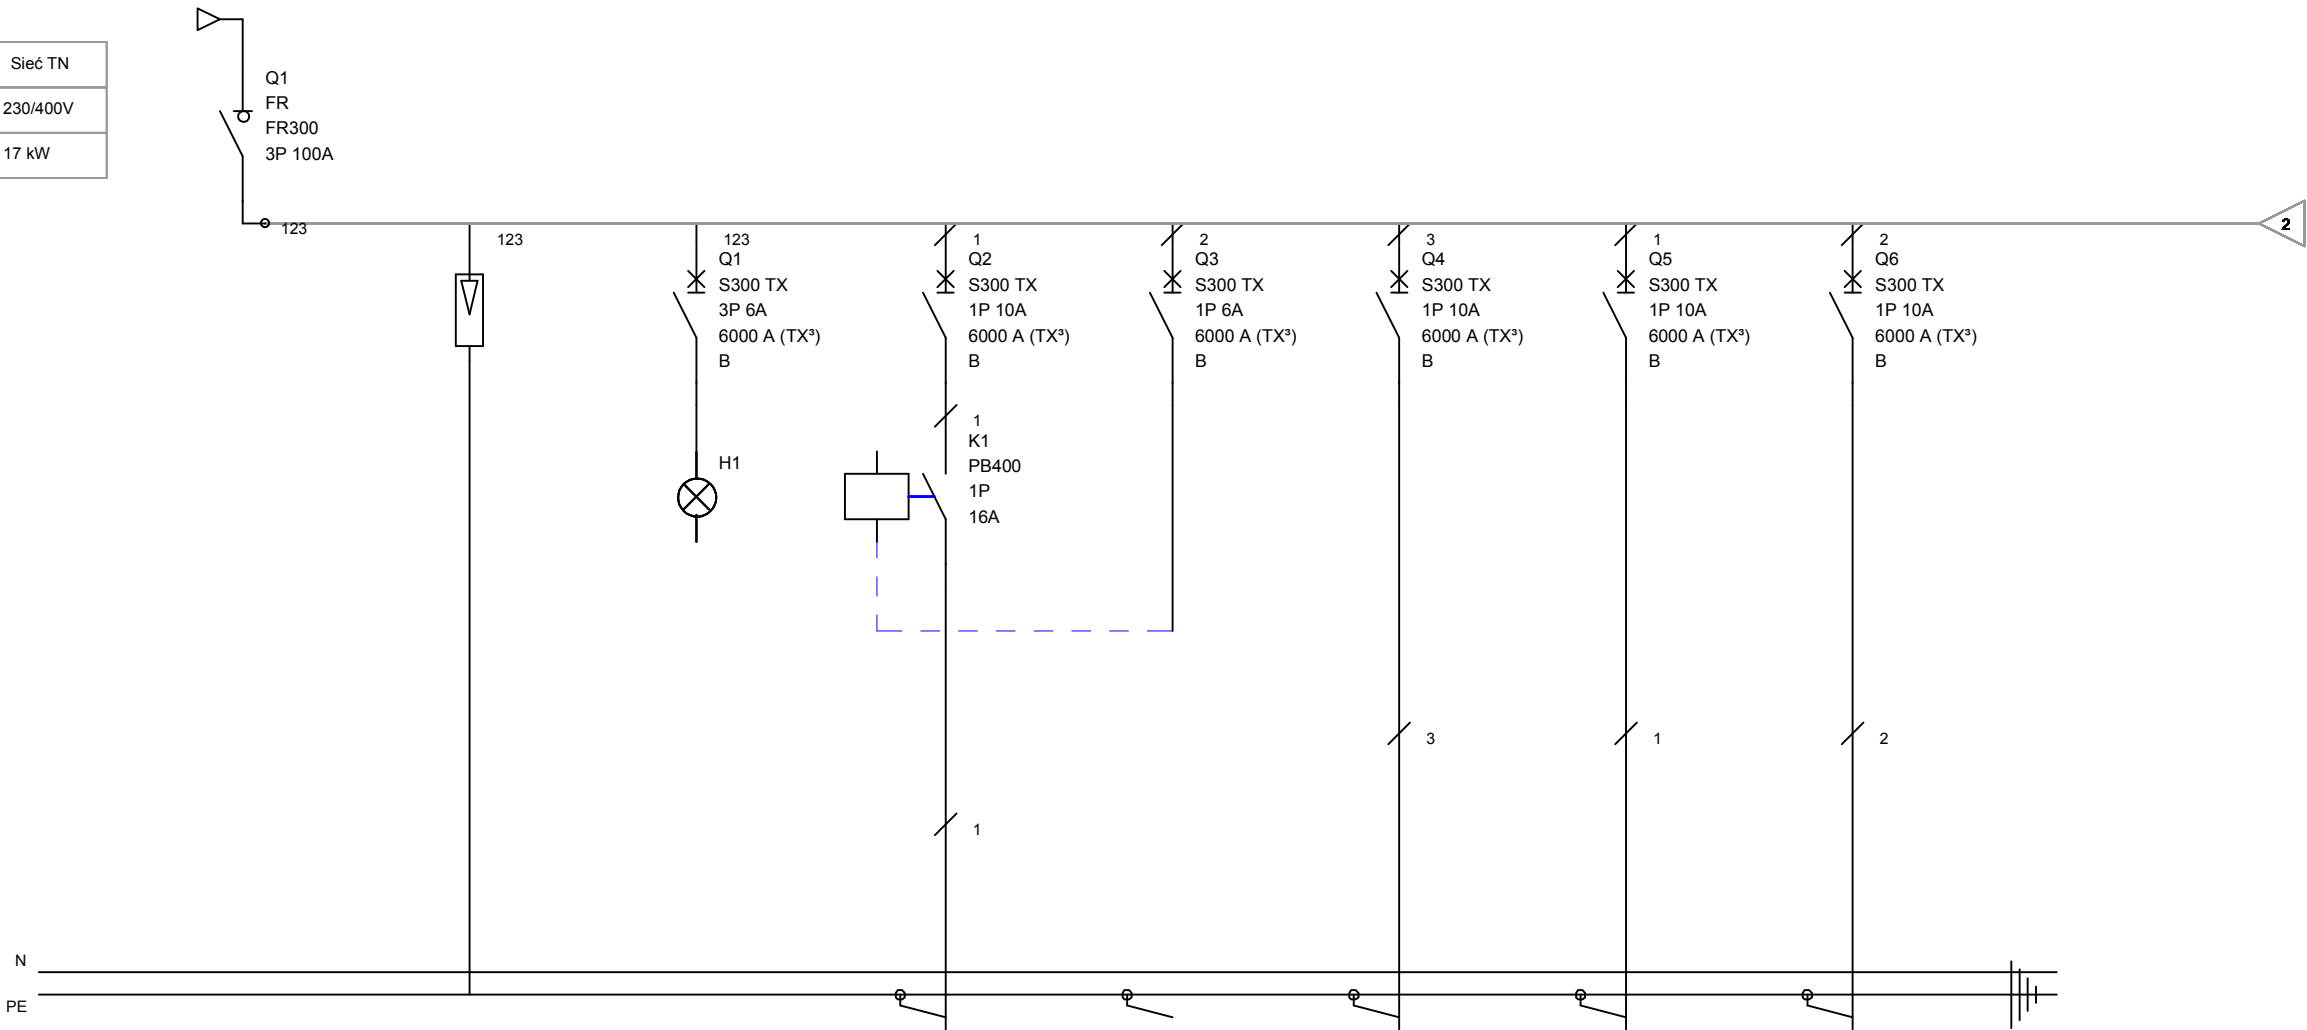 Sieć TN
230/400V
17 kW
Q1
FR
FR300
3P 100A
123
2
123
123
Q1
S300 TX
3P 6A
6000 A (TX³)
B
H1
1
Q2
S300 TX
1P 10A
6000 A (TX³)
B
1
K1
PB400
1P
16A
1
2
Q3
S300 TX
1P 6A
6000 A (TX³)
B
3
Q4
S300 TX
1P 10A
6000 A (TX³)
B
3
1
Q5
S300 TX
1P 10A
6000 A (TX³)
B
1
2
Q6
S300 TX
1P 10A
6000 A (TX³)
B
2
N
PE